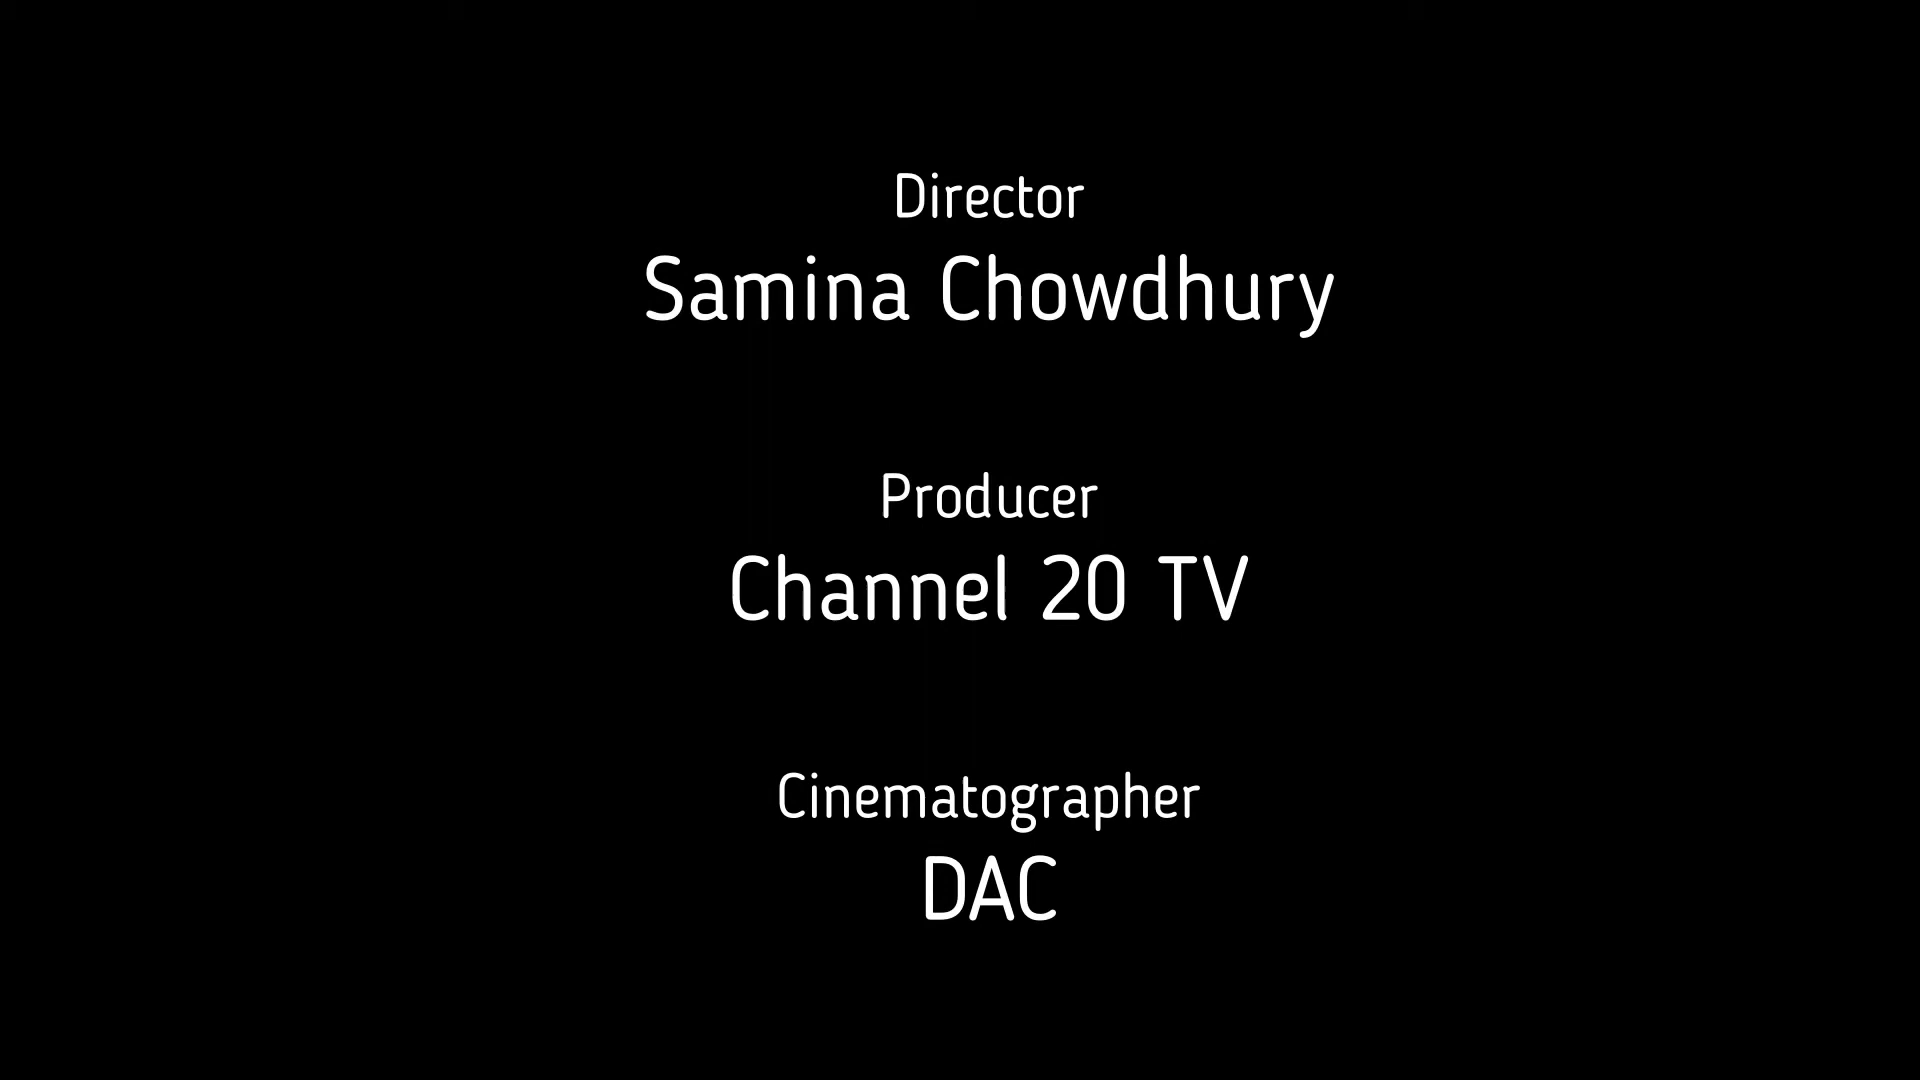 Director
Samina Chowdhury
Producer
Channel 20 TV
Cinematographer
DAC